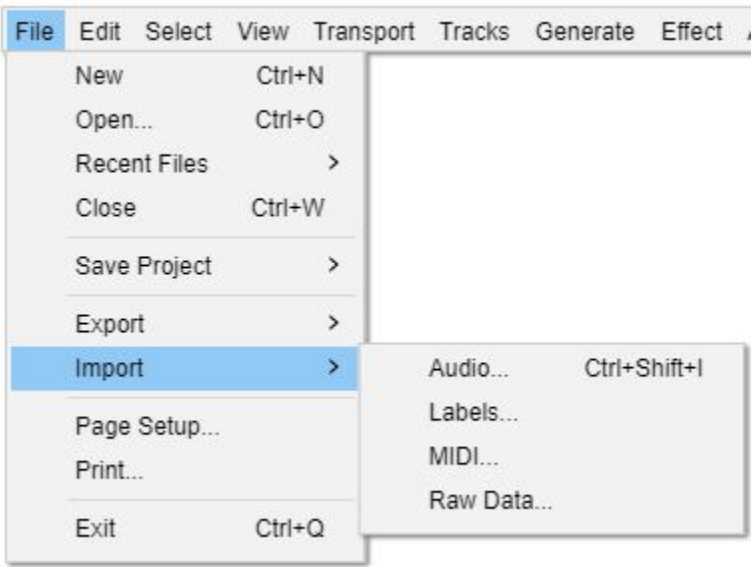 File Edit Select View Transport Tracks Generate Effect
New Ctrl+N
Open... Ctrl+O
Recent Files >
Close Ctrl+W
Save Project >
Export >
Import >
Audio... Ctrl+Shift+I
Labels...
MIDI...
Raw Data...
Page Setup...
Print...
Exit Ctrl+Q